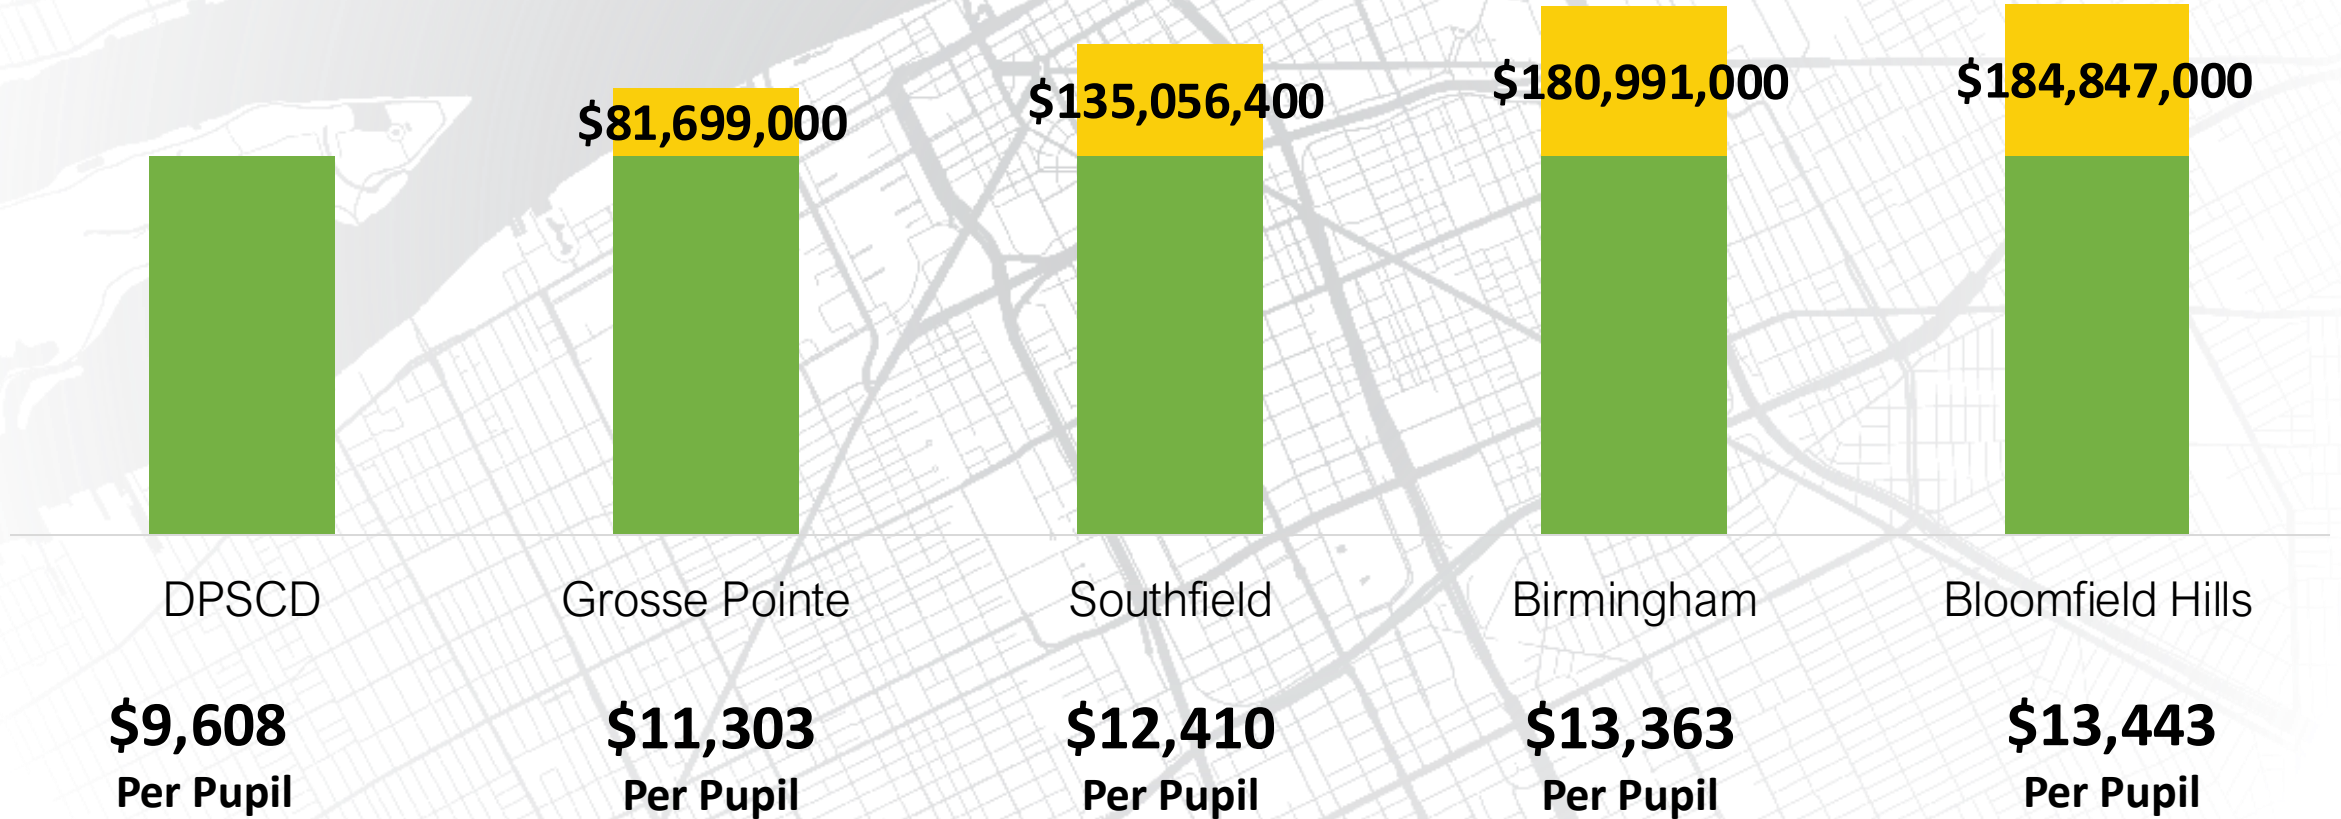 $81,699,000
$135,056,400
$180,991,000
$184,847,000
DPSCD
Grosse Pointe
Southfield
Birmingham
Bloomfield Hills
$9,608
Per Pupil
$11,303
Per Pupil
$12,410
Per Pupil
$13,363
Per Pupil
$13,443
Per Pupil